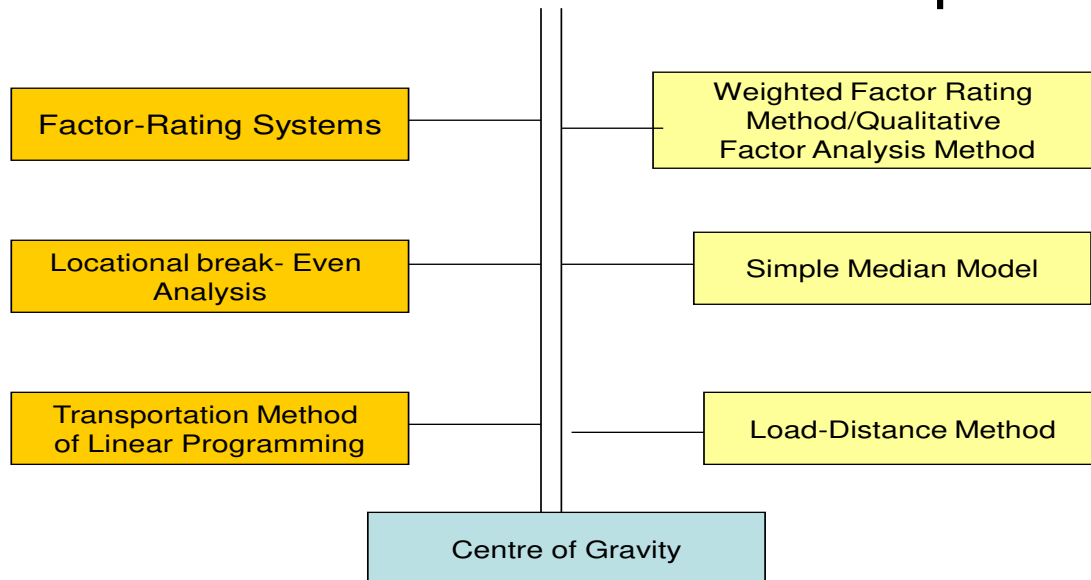 Factor-Rating Systems
Weighted Factor Rating
Method/Qualitative
Factor Analysis Method
Locational break- Even
Analysis
Simple Median Model
Transportation Method
of Linear Programming
Load-Distance Method
Centre of Gravity